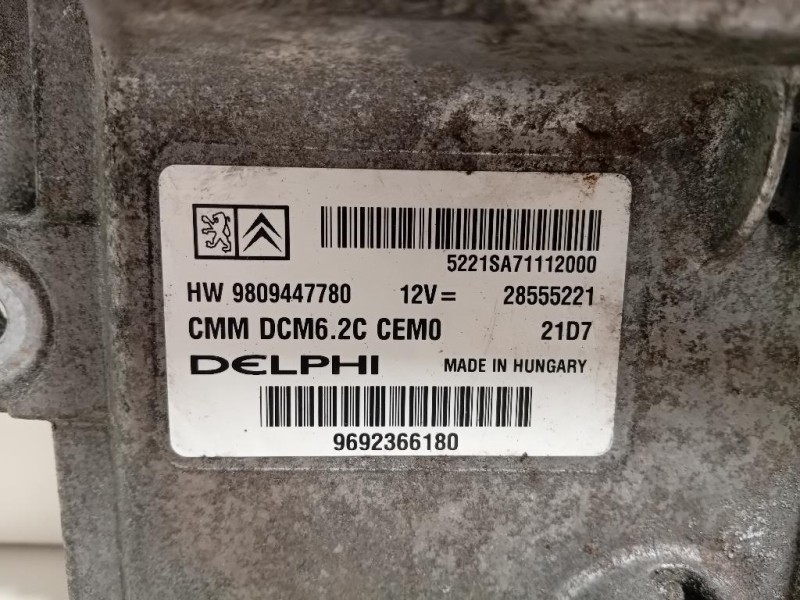 5221SA71112000
HW 9809447780 12V= 28555221
CMM DCM6.2C CEM0 21D7
DELPHI MADE IN HUNGARY
9692366180